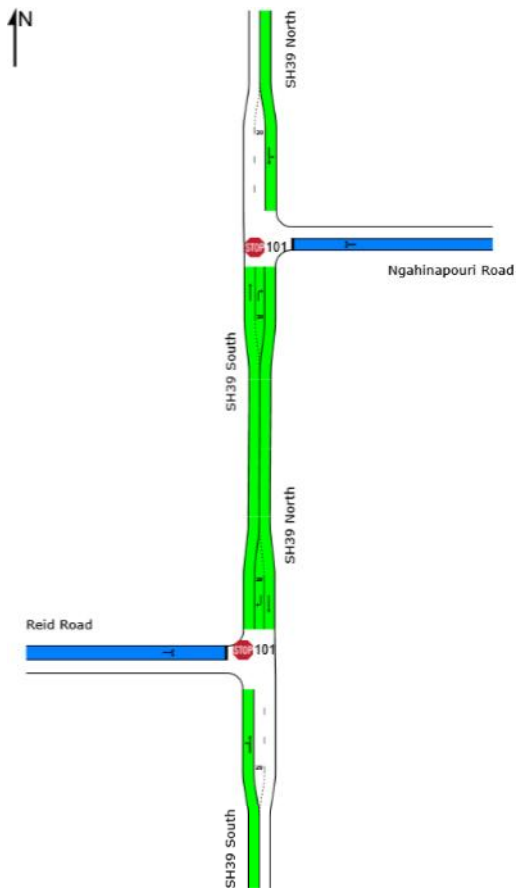 N
SH39 North
STOP 101
Ngahinapouri Road
SH39 South
SH39 North
Reid Road
STOP 101
SH39 South